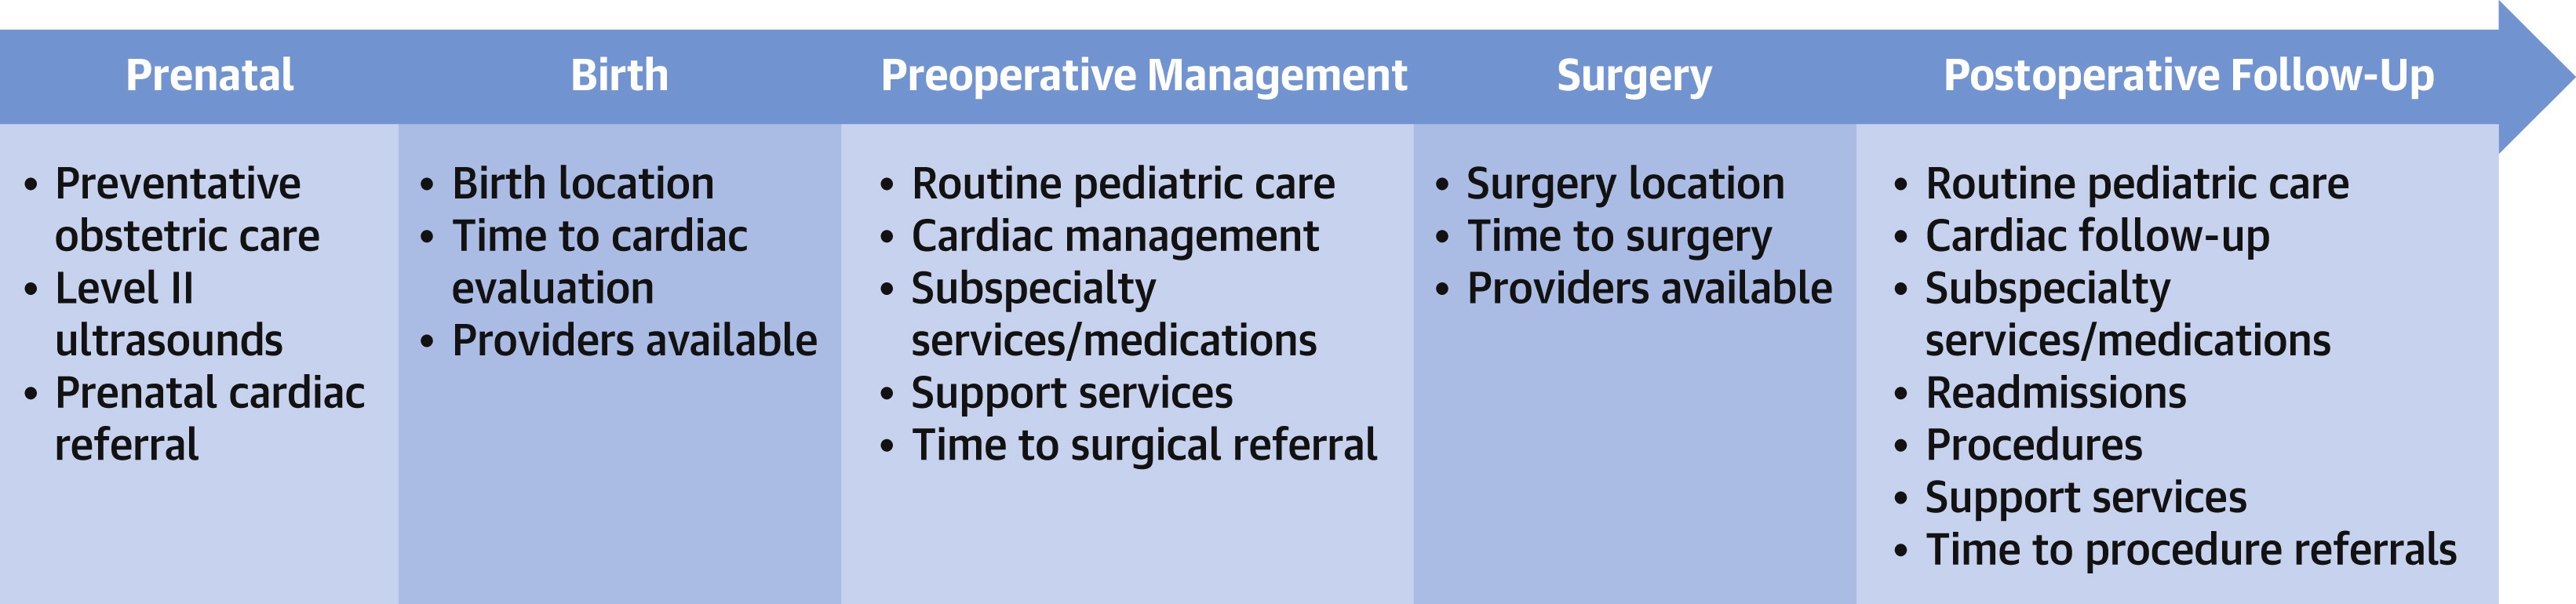 Prenatal
Birth
Preoperative Management
Surgery
Postoperative Follow-Up
• Preventative
obstetric care
• Level II
ultrasounds
• Prenatal cardiac
referral
• Birth location
• Time to cardiac
evaluation
• Providers available
• Routine pediatric care
• Cardiac management
• Subspecialty
services/medications
• Support services
• Time to surgical referral
• Surgery location
• Time to surgery
• Providers available
• Routine pediatric care
• Cardiac follow-up
• Subspecialty
services/medications
• Readmissions
• Procedures
• Support services
• Time to procedure referrals